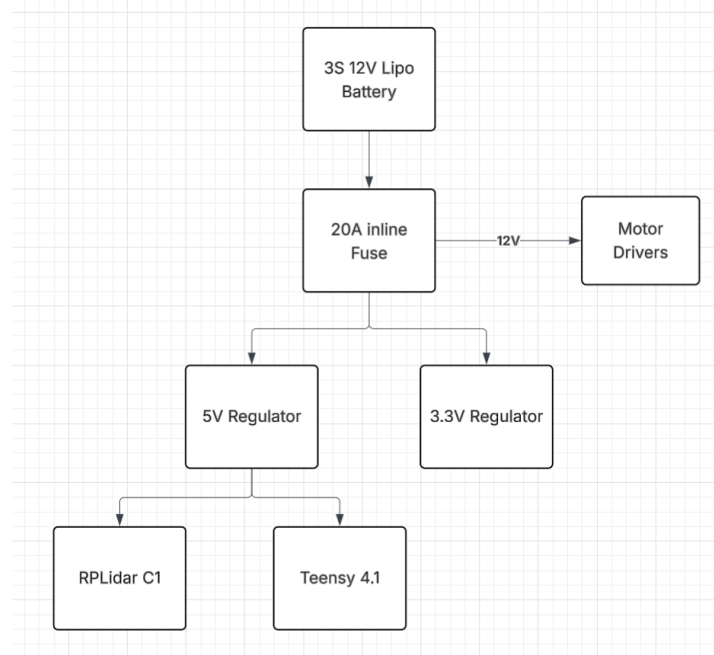 3S 12V Lipo
Battery
20A inline
Fuse
12V
Motor
Drivers
5V Regulator
3.3V Regulator
RPLidar C1
Teensy 4.1